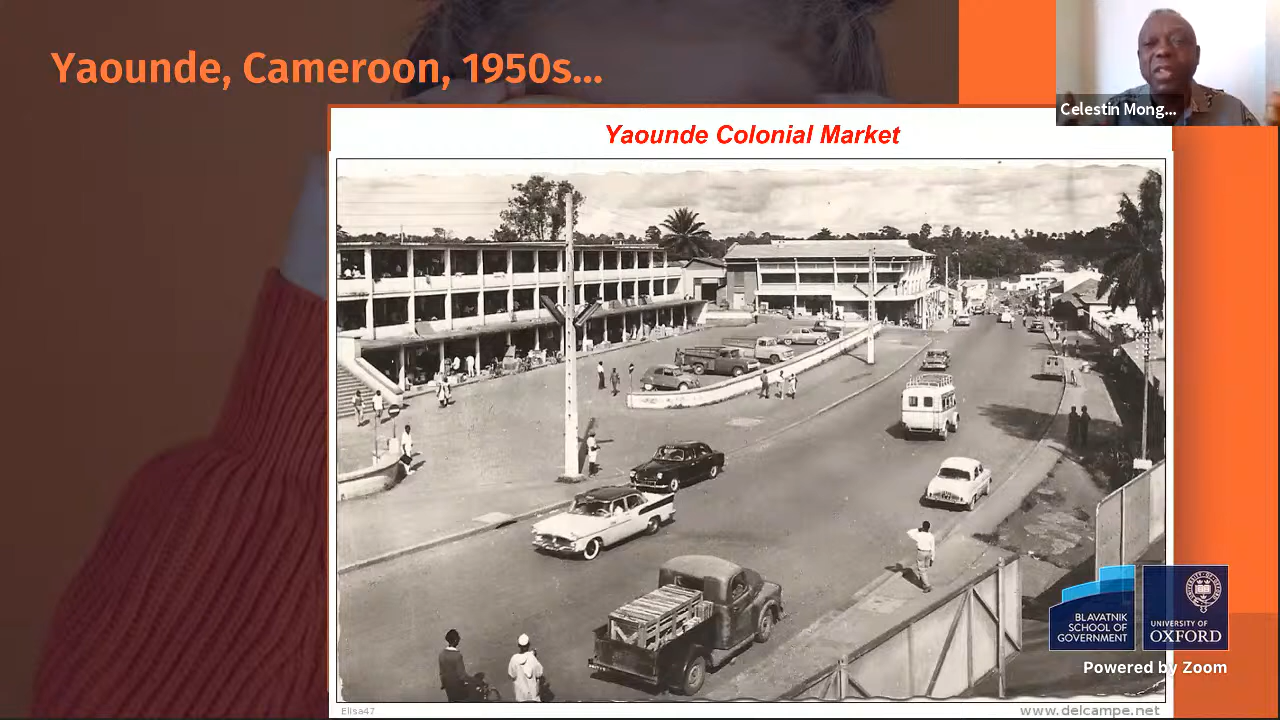 Yaounde, Cameroon, 1950s...
Celestin Mong...
Yaounde Colonial Market
BLAVATNIK
SCHOOL OF
GOVERNMENT
UNIVERSITY OF
OXFORD
Powered by Zoom
Elisa47
www.delcampe.net